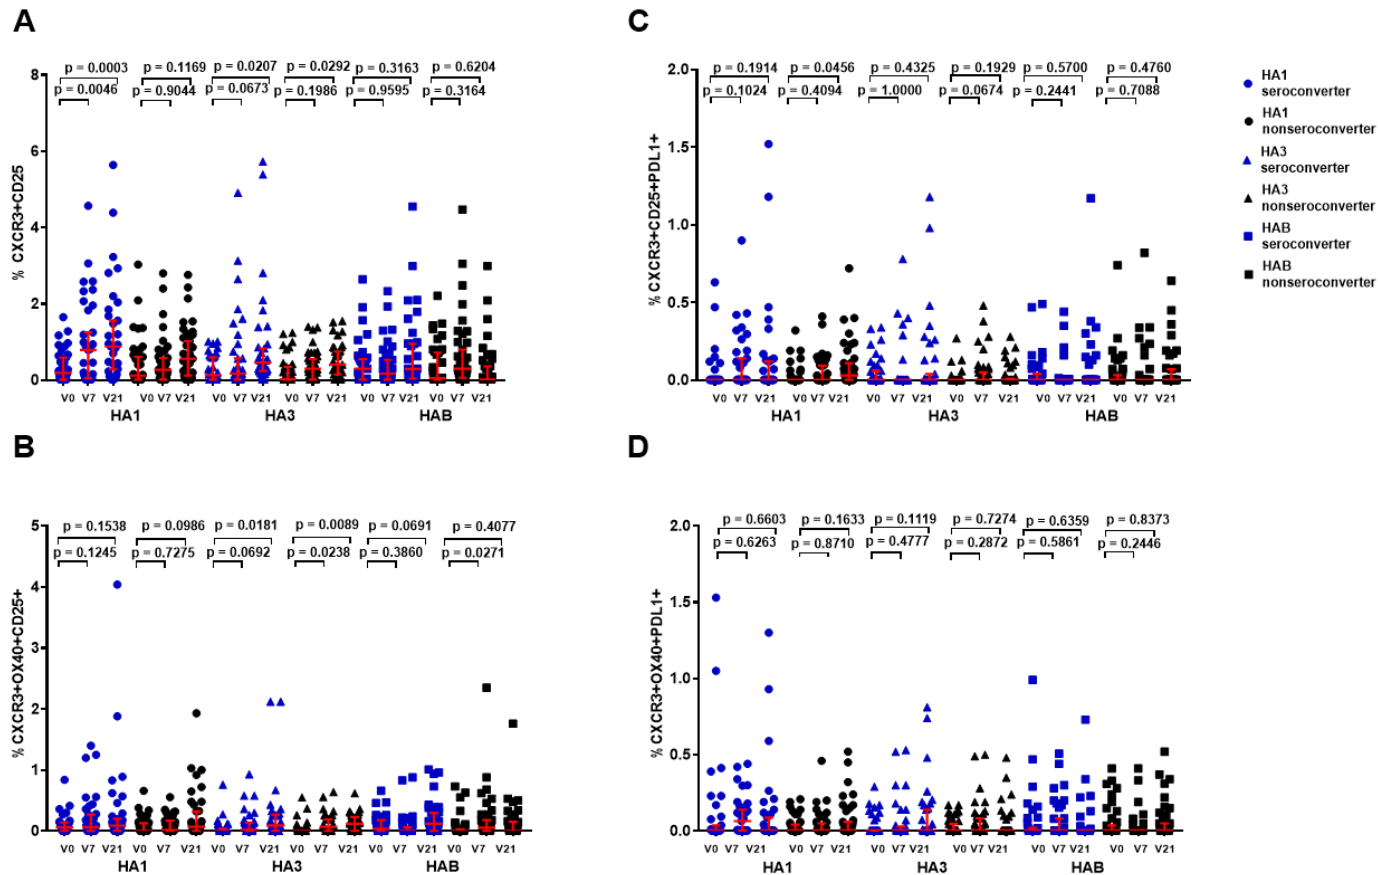 A
p = 0.0003 p = 0.1169 p = 0.0207 p = 0.0292 p = 0.3163 p = 0.6204
p = 0.0046 p = 0.9044 p = 0.0673 p = 0.1986 p = 0.9595 p = 0.3164
8
6
4
2
0
% CXCR3+CD25
V0 V7 V21 V0 V7 V21 V0 V7 V21 V0 V7 V21 V0 V7 V21 V0 V7 V21
HA1 HA3 HAB
C
p = 0.1914 p = 0.0456 p = 0.4325 p = 0.1929 p = 0.5700 p = 0.4760
p = 0.1024 p = 0.4094 p = 1.0000 p = 0.0674 p = 0.2441 p = 0.7088
2.0
1.5
1.0
0.5
0.0
% CXCR3+CD25+PDL1+
V0 V7 V21 V0 V7 V21 V0 V7 V21 V0 V7 V21 V0 V7 V21 V0 V7 V21
HA1 HA3 HAB
HA1
seroconverter
HA1
nonseroconverter
HA3
seroconverter
HA3
nonseroconverter
HAB
seroconverter
HAB
nonseroconverter
B
p = 0.1538 p = 0.0986 p = 0.0181 p = 0.0089 p = 0.0691 p = 0.4077
p = 0.1245 p = 0.7275 p = 0.0692 p = 0.0238 p = 0.3860 p = 0.0271
5
4
3
2
1
0
% CXCR3+OX40+CD25+
V0 V7 V21 V0 V7 V21 V0 V7 V21 V0 V7 V21 V0 V7 V21 V0 V7 V21
HA1 HA3 HAB
D
p = 0.6603 p = 0.1633 p = 0.1119 p = 0.7274 p = 0.6359 p = 0.8373
p = 0.6263 p = 0.8710 p = 0.4777 p = 0.2872 p = 0.5861 p = 0.2446
2.0
1.5
1.0
0.5
0.0
% CXCR3+OX40+PDL1+
V0 V7 V21 V0 V7 V21 V0 V7 V21 V0 V7 V21 V0 V7 V21 V0 V7 V21
HA1 HA3 HAB